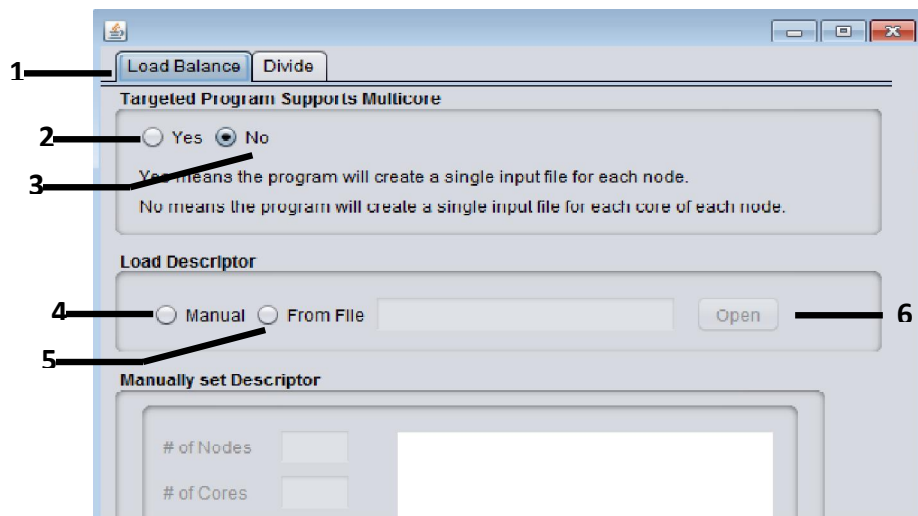 1 Load Balance Divide
Targeted Program Supports Multicore
2 Yes No
3
Yes means the program will create a single input file for each node.
No means the program will create a single input file for each core of each node.
Load Descriptor
4 Manual From File Open 6
5
Manually set Descriptor
# of Nodes
# of Cores